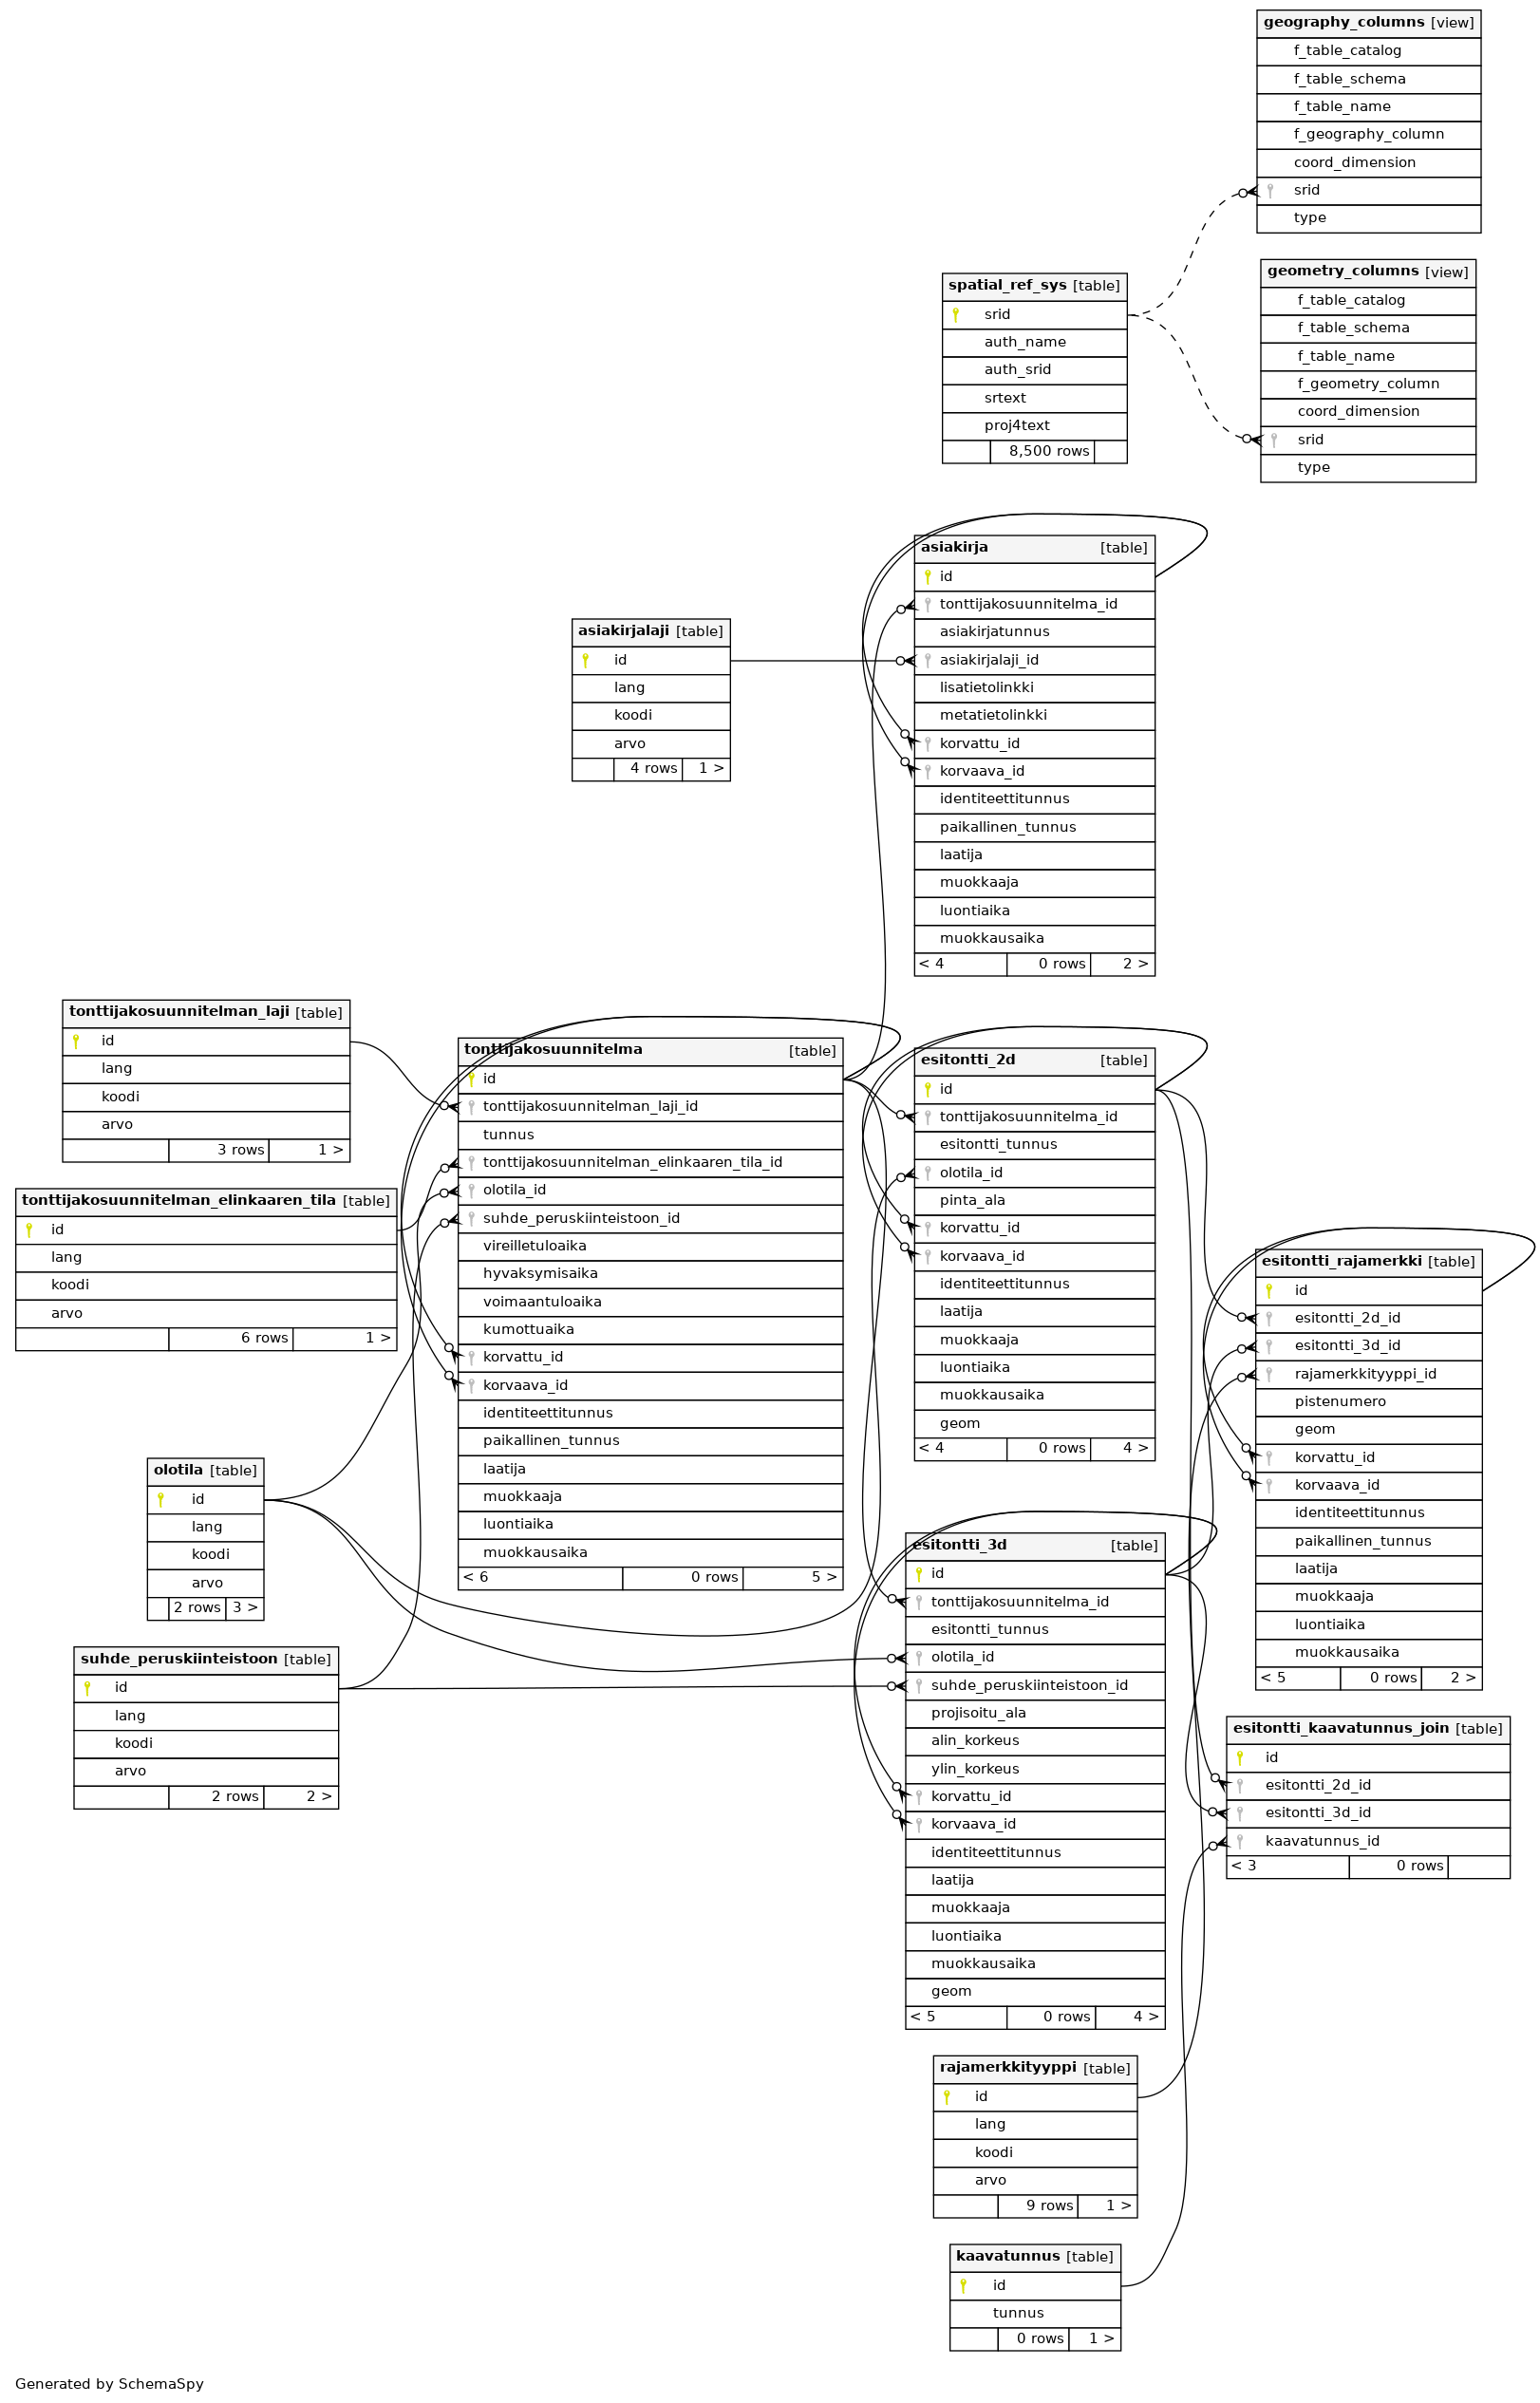 geography_columns [view]
f_table_catalog
f_table_schema
f_table_name
f_geography_column
coord_dimension
srid
type
geometry_columns [view]
f_table_catalog
f_table_schema
f_table_name
f_geometry_column
coord_dimension
srid
type
spatial_ref_sys [table]
srid
auth_name
auth_srid
srtext
proj4text
8,500 rows
asiakirja [table]
id
tonttijakosuunnitelma_id
asiakirjatunnus
asiakirjalaji_id
lisatietolinkki
metatietolinkki
korvattu_id
korvaava_id
identiteettitunnus
paikallinen_tunnus
laatija
muokkaaja
luontiaika
muokkausaika
< 4 0 rows 2 >
asiakirjalaji [table]
id
lang
koodi
arvo
4 rows 1 >
tonttijakosuunnitelman_laji [table]
id
lang
koodi
arvo
3 rows 1 >
tonttijakosuunnitelman_elinkaaren_tila [table]
id
lang
koodi
arvo
6 rows 1 >
tonttijakosuunnitelma [table]
id
tonttijakosuunnitelman_laji_id
tunnus
tonttijakosuunnitelman_elinkaaren_tila_id
olotila_id
suhde_peruskiinteistoon_id
vireilletuloaika
hyvaksymisaika
voimaantuloaika
kumottuaika
korvattu_id
korvaava_id
identiteettitunnus
paikallinen_tunnus
laatija
muokkaaja
luontiaika
muokkausaika
< 6 0 rows 5 >
esitontti_2d [table]
id
tonttijakosuunnitelma_id
esitontti_tunnus
olotila_id
pinta_ala
korvattu_id
korvaava_id
identiteettitunnus
laatija
muokkaaja
luontiaika
muokkausaika
geom
< 4 0 rows 4 >
esitontti_rajamerkki [table]
id
esitontti_2d_id
esitontti_3d_id
rajamerkkityyppi_id
pistenumero
geom
korvattu_id
korvaava_id
identiteettitunnus
paikallinen_tunnus
laatija
muokkaaja
luontiaika
muokkausaika
< 5 0 rows 2 >
olotila [table]
id
lang
koodi
arvo
2 rows 3 >
suhde_peruskiinteistoon [table]
id
lang
koodi
arvo
2 rows 2 >
esitontti_3d [table]
id
tonttijakosuunnitelma_id
esitontti_tunnus
olotila_id
suhde_peruskiinteistoon_id
projisoitu_ala
alin_korkeus
ylin_korkeus
korvattu_id
korvaava_id
identiteettitunnus
laatija
muokkaaja
luontiaika
muokkausaika
geom
< 5 0 rows 4 >
esitontti_kaavatunnus_join [table]
id
esitontti_2d_id
esitontti_3d_id
kaavatunnus_id
< 3 0 rows
rajamerkkityyppi [table]
id
lang
koodi
arvo
9 rows 1 >
kaavatunnus [table]
id
tunnus
0 rows 1 >
Generated by SchemaSpy